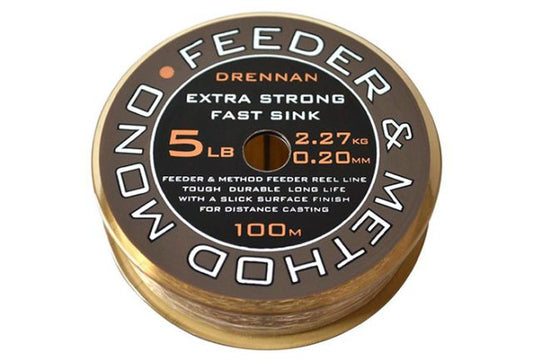 FEEDER & METHOD MONO •
DRENNAN
EXTRA STRONG
FAST SINK
5LB
2.27KG
0.20MM
FEEDER & METHOD FEEDER REEL LINE
TOUGH DURABLE LONG LIFE
WITH A SLICK SURFACE FINISH
FOR DISTANCE CASTING
100M